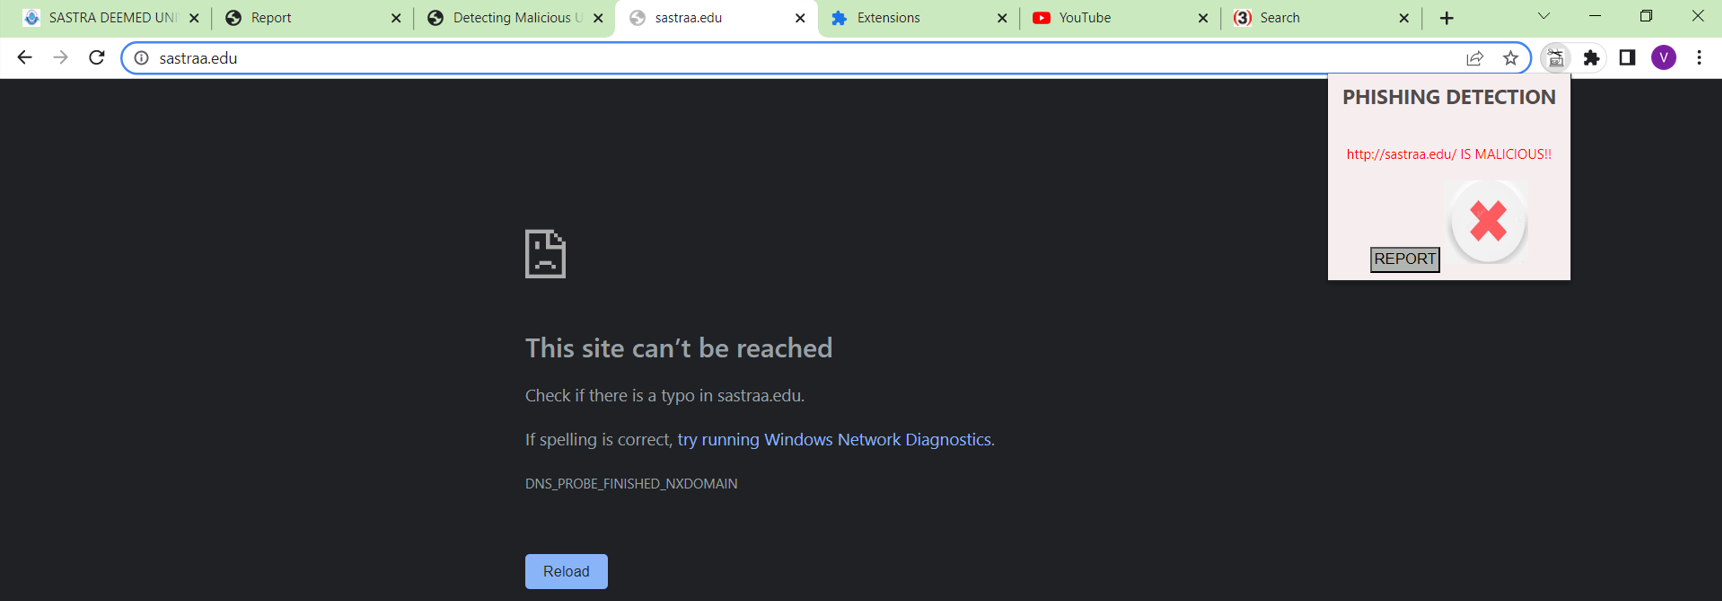 SASTRA DEEMED UNI
Report
Detecting Malicious U
sastraa.edu
Extensions
YouTube
(3) Search
sastraa.edu
V
PHISHING DETECTION
http://sastraa.edu/ IS MALICIOUS!!
REPORT
This site can’t be reached
Check if there is a typo in sastraa.edu.
If spelling is correct, try running Windows Network Diagnostics.
DNS_PROBE_FINISHED_NXDOMAIN
Reload